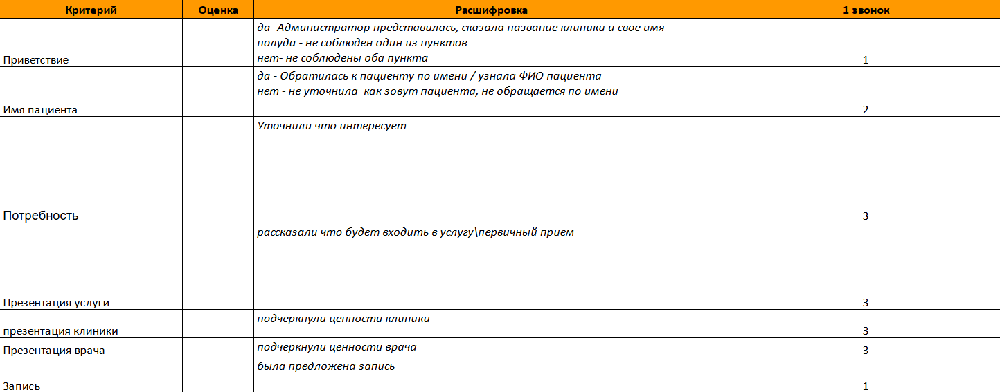 Критерий Оценка Расшифровка 1 звонок
да- Администратор представилась, сказала название клиники и свое имя
полуда - не соблюден один из пунктов
нет- не соблюдены оба пункта
Приветствие 1
да - Обратилась к пациенту по имени / узнала ФИО пациента
нет - не уточнила как зовут пациента, не обращается по имени
Имя пациента 2
Уточнили что интересует
Потребность 3
рассказали что будет входить в услугу\первичный прием
Презентация услуги 3
подчеркнули ценности клиники
презентация клиники 3
подчеркнули ценности врача
Презентация врача 3
была предложена запись
Запись 1